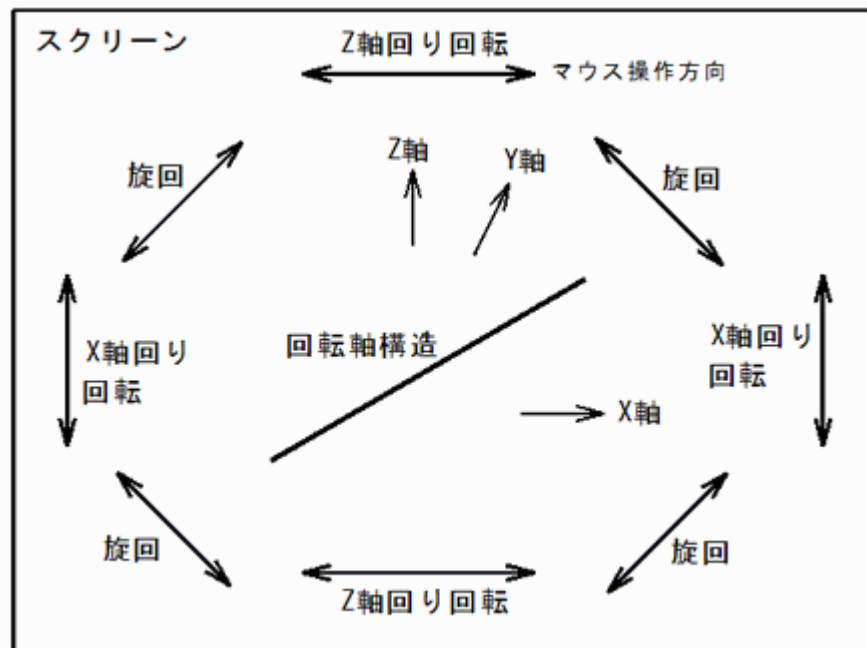 スクリーン
Z軸回り回転
マウス操作方向
Z軸
Y軸
旋回
旋回
回転軸構造
X軸回り
回転
X軸回り
回転
X軸
旋回
旋回
Z軸回り回転